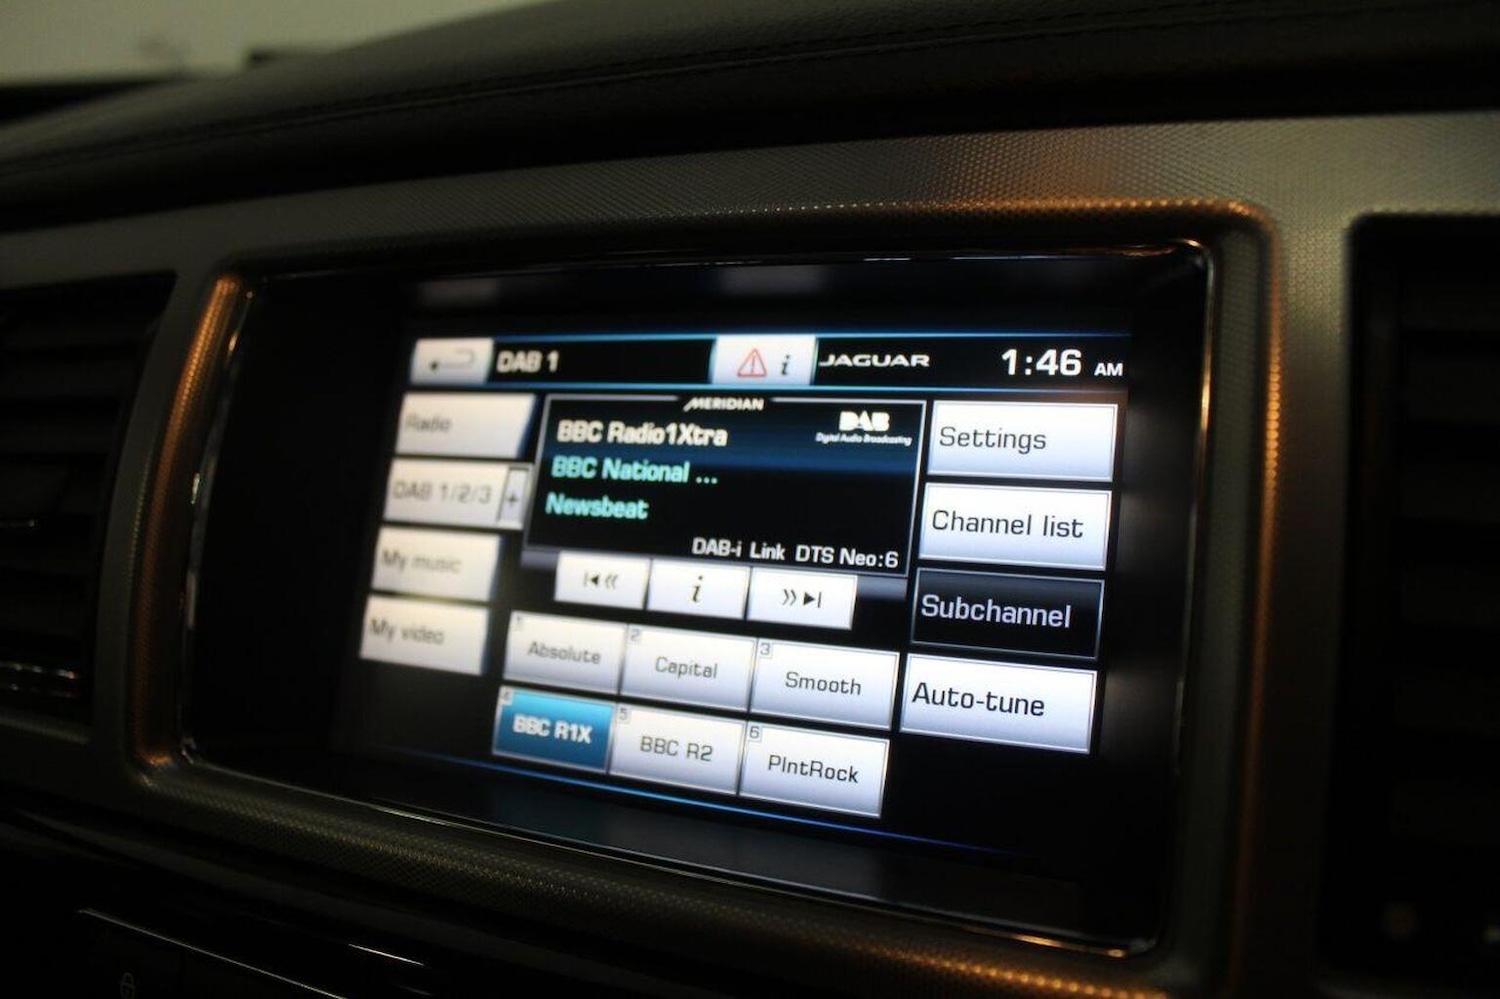 DAB 1
i
JAGUAR
1:46 AM
Radio
DAB 1/2/3 +
My music
My video
MERIDIAN
BBC Radio1Xtra
DAB
Digital Audio Broadcasting
BBC National ...
Newsbeat
DAB-i Link DTS Neo:6
i
1 Absolute
2 Capital
3 Smooth
4 BBC R1X
5 BBC R2
6 PlntRock
Settings
Channel list
Subchannel
Auto-tune